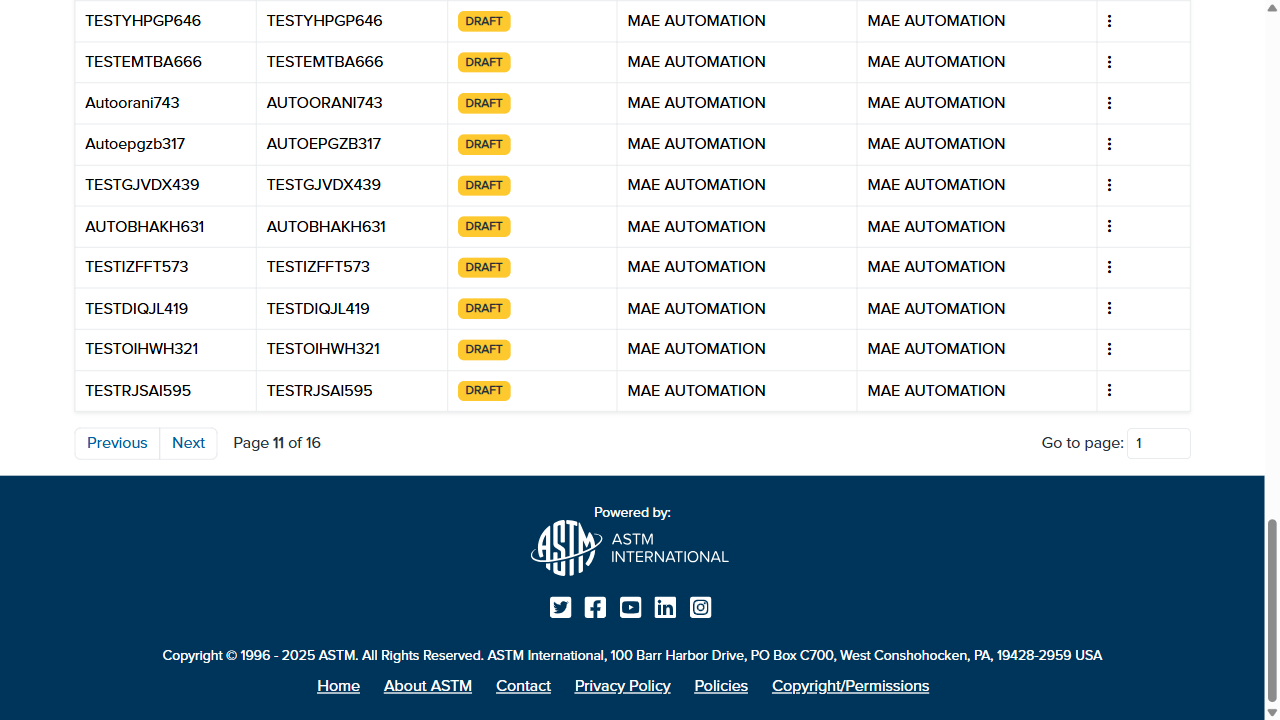 TESTYHPGP646 TESTYHPGP646 DRAFT MAE AUTOMATION MAE AUTOMATION
TESTEMTBA666 TESTEMTBA666 DRAFT MAE AUTOMATION MAE AUTOMATION
Autoorani743 AUTOORANI743 DRAFT MAE AUTOMATION MAE AUTOMATION
Autoepgzb317 AUTOEPGZB317 DRAFT MAE AUTOMATION MAE AUTOMATION
TESTGJVDX439 TESTGJVDX439 DRAFT MAE AUTOMATION MAE AUTOMATION
AUTOBHAKH631 AUTOBHAKH631 DRAFT MAE AUTOMATION MAE AUTOMATION
TESTIZFFT573 TESTIZFFT573 DRAFT MAE AUTOMATION MAE AUTOMATION
TESTDIQJL419 TESTDIQJL419 DRAFT MAE AUTOMATION MAE AUTOMATION
TESTOIHWH321 TESTOIHWH321 DRAFT MAE AUTOMATION MAE AUTOMATION
TESTRJSAI595 TESTRJSAI595 DRAFT MAE AUTOMATION MAE AUTOMATION
Previous Next Page 11 of 16 Go to page: 1
Powered by:
ASTM
ASTM
INTERNATIONAL
Copyright © 1996 - 2025 ASTM. All Rights Reserved. ASTM International, 100 Barr Harbor Drive, PO Box C700, West Conshohocken, PA, 19428-2959 USA
Home About ASTM Contact Privacy Policy Policies Copyright/Permissions